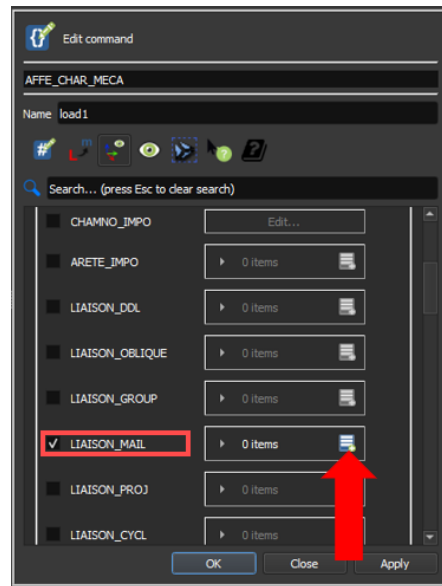 Edit command
AFFE_CHAR_MECA
Name load1
Search... (press Esc to clear search)
CHAMNO_IMPO Edit...
ARETE_IMPO 0 items
LIAISON_DDL 0 items
LIAISON_OBLIQUE 0 items
LIAISON_GROUP 0 items
LIAISON_MAIL 0 items
LIAISON_PROJ 0 items
LIAISON_CYCL 0 items
OK Close Apply